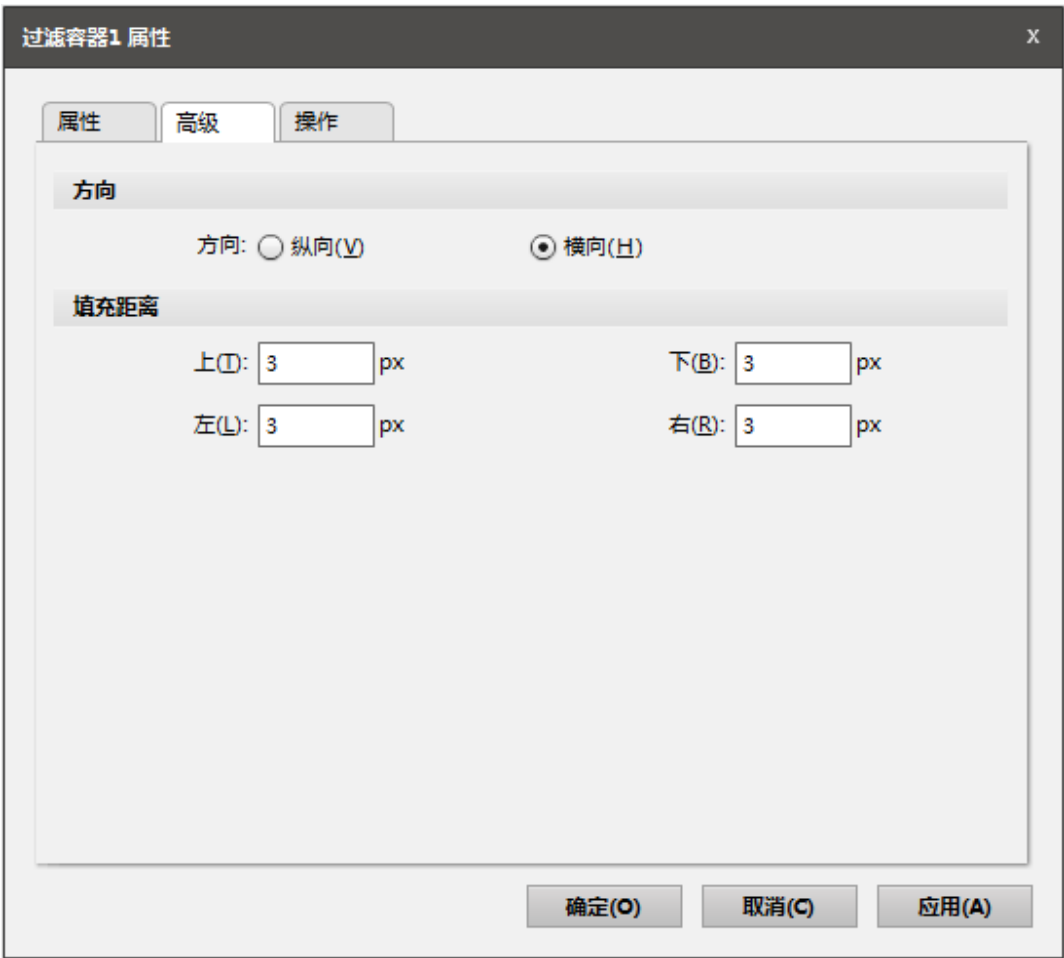 过滤容器1 属性 X
属性 高级 操作
方向
方向: 纵向(V) 横向(H)
填充距离
上(T): 3 px 下(B): 3 px
左(L): 3 px 右(R): 3 px
确定(O) 取消(C) 应用(A)